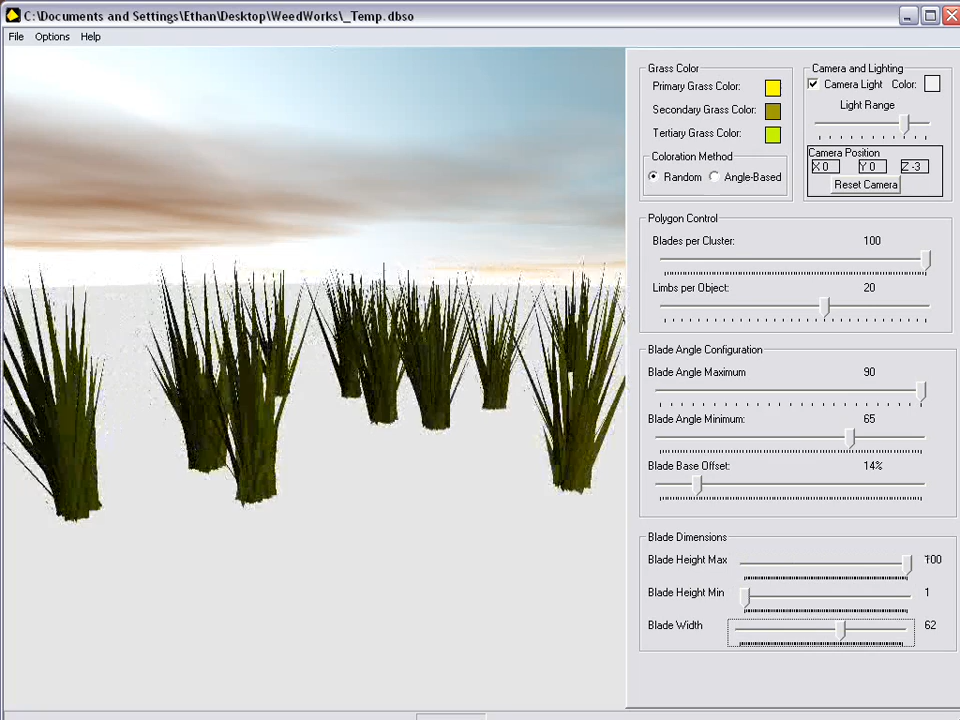 C:\Documents and Settings\Ethan\Desktop\WeedWorks\_Temp.dbso
File Options Help
Grass Color
Primary Grass Color:
Secondary Grass Color:
Tertiary Grass Color:
Coloration Method
Random Angle-Based
Camera and Lighting
Camera Light Color:
Light Range
Camera Position
X 0 Y 0 Z -3
Reset Camera
Polygon Control
Blades per Cluster: 100
Limbs per Object: 20
Blade Angle Configuration
Blade Angle Maximum 90
Blade Angle Minimum: 65
Blade Base Offset: 14%
Blade Dimensions
Blade Height Max 100
Blade Height Min 1
Blade Width 62